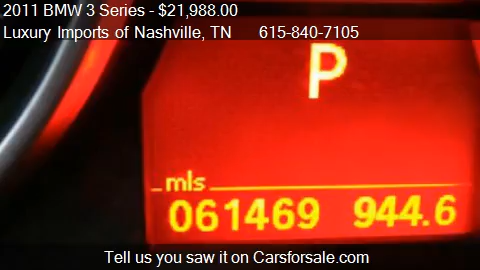 2011 BMW 3 Series - $21,988.00
Luxury Imports of Nashville, TN 615-840-7105
P
mls
061469 944.6
Tell us you saw it on Carsforsale.com